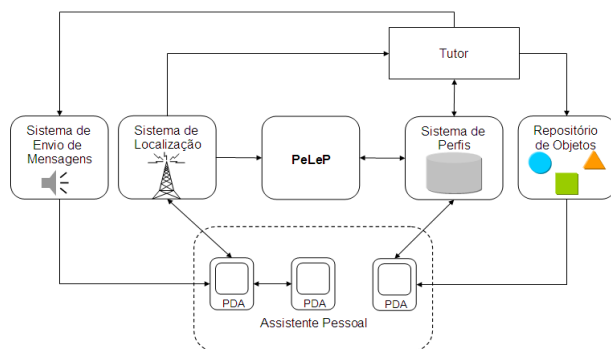 Tutor
Sistema de
Envio de
Mensagens
Sistema de
Localização
PeLeP
Sistema de
Perfis
Repositório
de Objetos
PDA
PDA
PDA
Assistente Pessoal